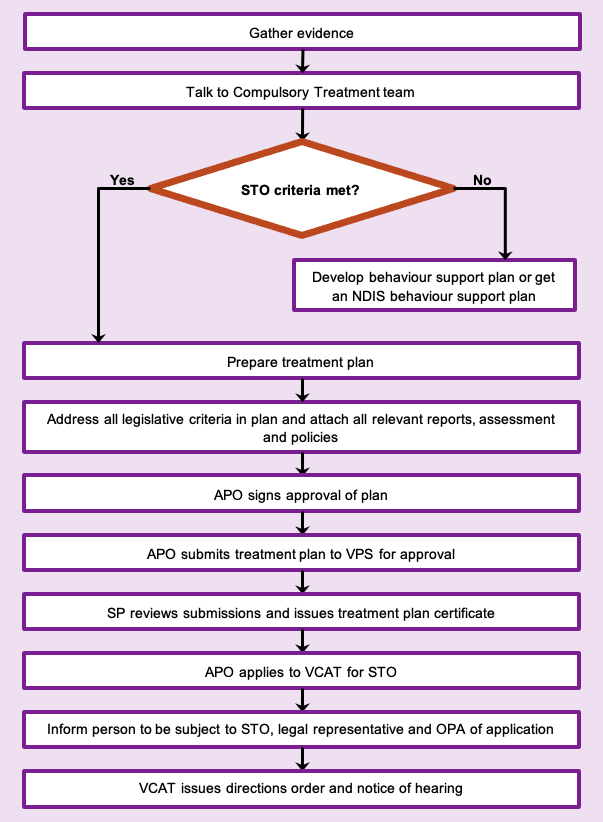 Gather evidence
Talk to Compulsory Treatment team
Yes
STO criteria met?
No
Develop behaviour support plan or get
an NDIS behaviour support plan
Prepare treatment plan
Address all legislative criteria in plan and attach all relevant reports, assessment
and policies
APO signs approval of plan
APO submits treatment plan to VPS for approval
SP reviews submissions and issues treatment plan certificate
APO applies to VCAT for STO
Inform person to be subject to STO, legal representative and OPA of application
VCAT issues directions order and notice of hearing